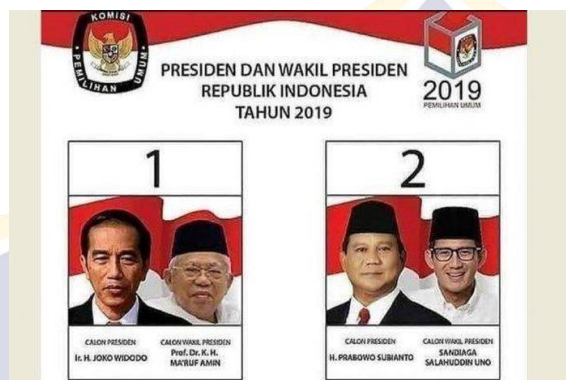 KOMISI
PEMILIHAN UMUM
PRESIDEN DAN WAKIL PRESIDEN
REPUBLIK INDONESIA
TAHUN 2019
2019
PEMILIHAN UMUM
1
2
CALON PRESIDEN
Ir. H. JOKO WIDODO
CALON WAKIL PRESIDEN
Prof. Dr. K. H.
MA'RUF AMIN
CALON PRESIDEN
H. PRABOWO SUBIANTO
CALON WAKIL PRESIDEN
SANDIAGA
SALAHUDDIN UNO